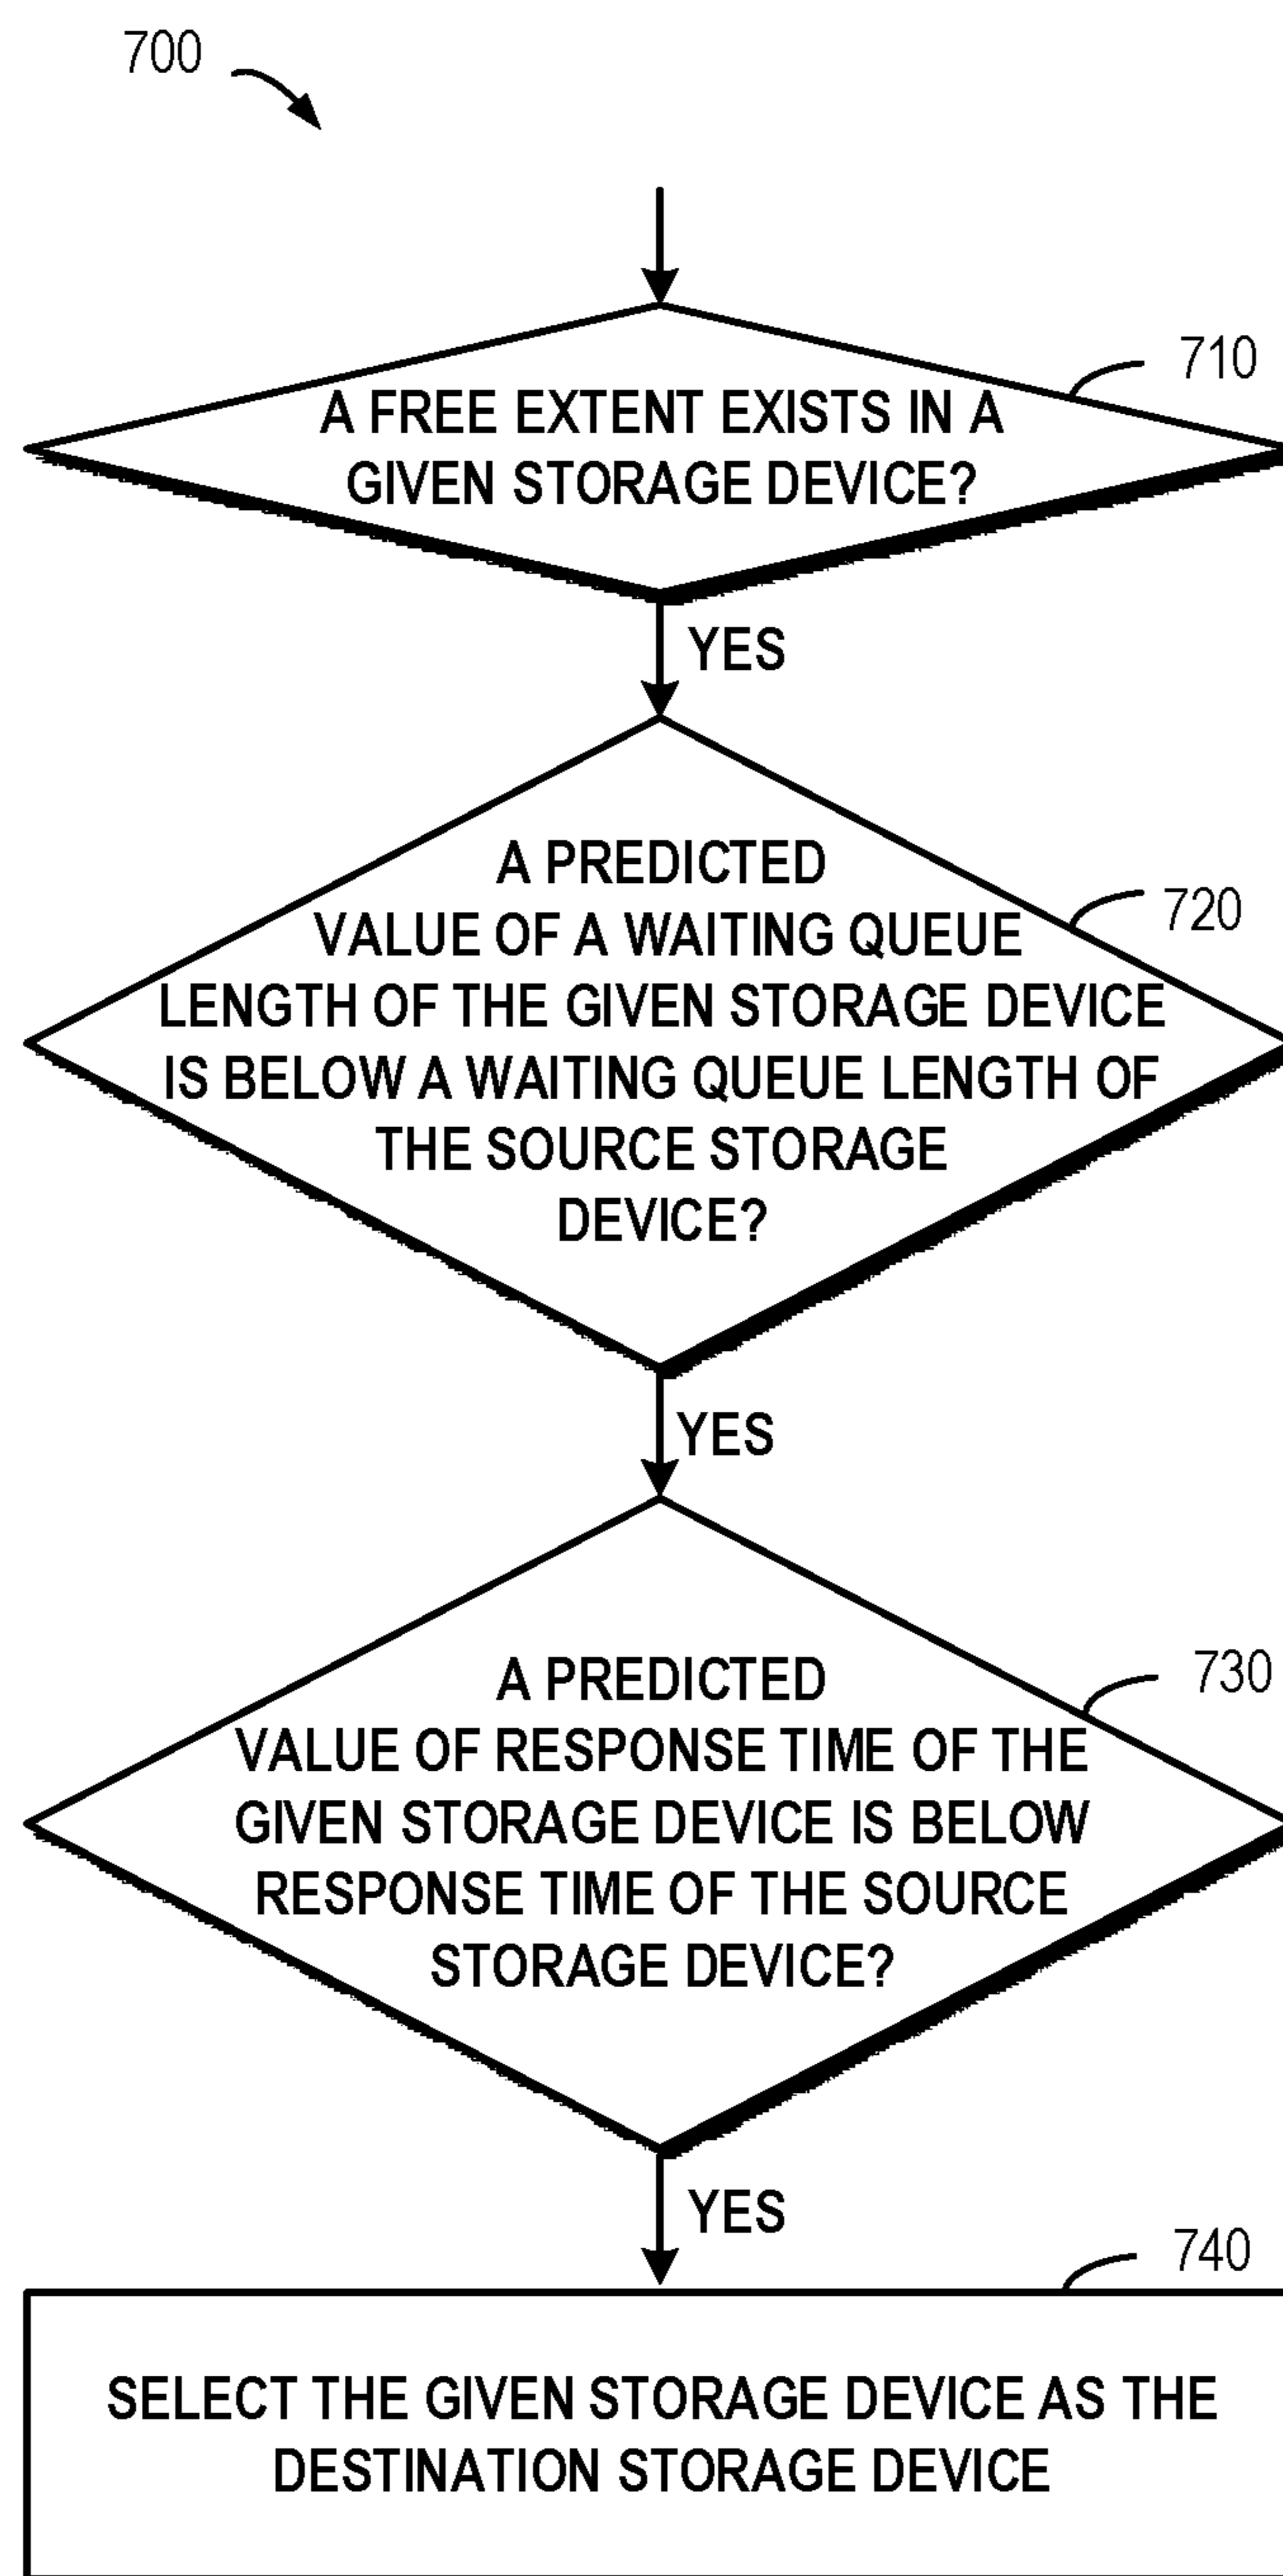 700
A FREE EXTENT EXISTS IN A
GIVEN STORAGE DEVICE?
710
YES
A PREDICTED
VALUE OF A WAITING QUEUE
LENGTH OF THE GIVEN STORAGE DEVICE
IS BELOW A WAITING QUEUE LENGTH OF
THE SOURCE STORAGE
DEVICE?
720
YES
A PREDICTED
VALUE OF RESPONSE TIME OF THE
GIVEN STORAGE DEVICE IS BELOW
RESPONSE TIME OF THE SOURCE
STORAGE DEVICE?
730
YES
740
SELECT THE GIVEN STORAGE DEVICE AS THE
DESTINATION STORAGE DEVICE